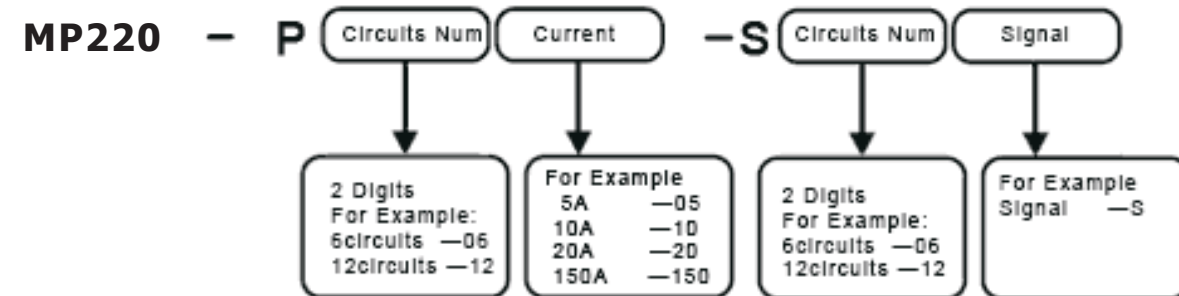 MP220 - P Circuits Num Current -S Circuits Num Signal
2 Digits
For Example:
6circuits —06
12circuits —12
For Example
5A —05
10A —10
20A —20
150A —150
2 Digits
For Example:
6circuits —06
12circuits —12
For Example
Signal —S